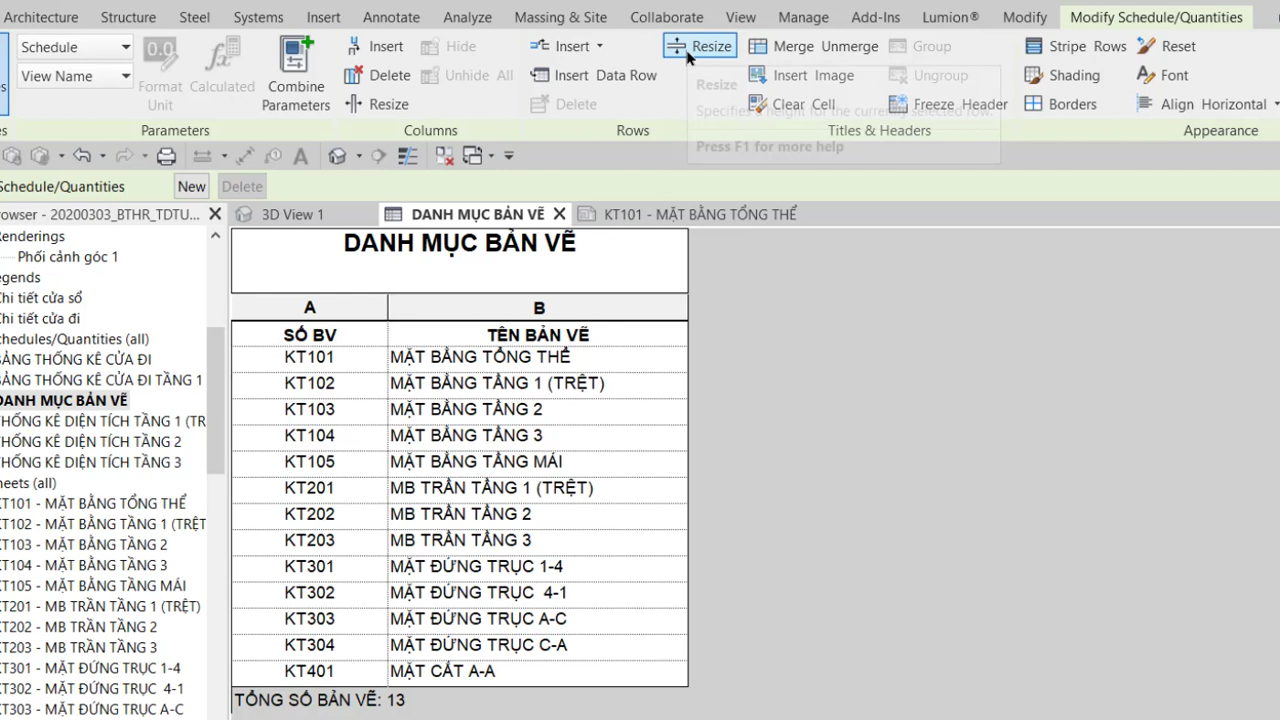 Architecture Structure Steel Systems Insert Annotate Analyze Massing & Site Collaborate View Manage Add-Ins Lumion® Modify Modify Schedule/Quantities
Schedule 0.0 Insert Hide Insert Resize Merge Unmerge Group Stripe Rows Reset
View Name Format Unit Calculated Combine Parameters Delete Unhide All Insert Data Row Insert Image Ungroup Shading Font
Resize Delete Clear Cell Freeze Header Borders Align Horizontal
Resize
Specifies a height for the currently selected row.
Press F1 for more help
Parameters Columns Rows Titles & Headers Appearance
Schedule/Quantities New Delete
rowser - 20200303_BTHR_TDTU... 3D View 1 DANH MỤC BẢN VẼ KT101 - MẶT BẰNG TỔNG THỂ
Renderings
Phối cảnh góc 1
egends
Chi tiết cửa sổ
Chi tiết cửa đi
chedules/Quantities (all)
BẢNG THỐNG KÊ CỬA ĐI
BẢNG THỐNG KÊ CỬA ĐI TẦNG 1
DANH MỤC BẢN VẼ
HỐNG KÊ DIỆN TÍCH TẦNG 1 (TR
HỐNG KÊ DIỆN TÍCH TẦNG 2
HỐNG KÊ DIỆN TÍCH TẦNG 3
heets (all)
KT101 - MẶT BẰNG TỔNG THỂ
KT102 - MẶT BẰNG TẦNG 1 (TRỆT
KT103 - MẶT BẰNG TẦNG 2
KT104 - MẶT BẰNG TẦNG 3
KT105 - MẶT BẰNG TẦNG MÁI
KT201 - MB TRẦN TẦNG 1 (TRỆT)
KT202 - MB TRẦN TẦNG 2
KT203 - MB TRẦN TẦNG 3
KT301 - MẶT ĐỨNG TRỤC 1-4
KT302 - MẶT ĐỨNG TRỤC 4-1
KT303 - MẶT ĐỨNG TRỤC A-C
DANH MỤC BẢN VẼ
A B
SỐ BV TÊN BẢN VẼ
KT101 MẶT BẰNG TỔNG THỂ
KT102 MẶT BẰNG TẦNG 1 (TRỆT)
KT103 MẶT BẰNG TẦNG 2
KT104 MẶT BẰNG TẦNG 3
KT105 MẶT BẰNG TẦNG MÁI
KT201 MB TRẦN TẦNG 1 (TRỆT)
KT202 MB TRẦN TẦNG 2
KT203 MB TRẦN TẦNG 3
KT301 MẶT ĐỨNG TRỤC 1-4
KT302 MẶT ĐỨNG TRỤC 4-1
KT303 MẶT ĐỨNG TRỤC A-C
KT304 MẶT ĐỨNG TRỤC C-A
KT401 MẶT CẮT A-A
TỔNG SỐ BẢN VẼ: 13